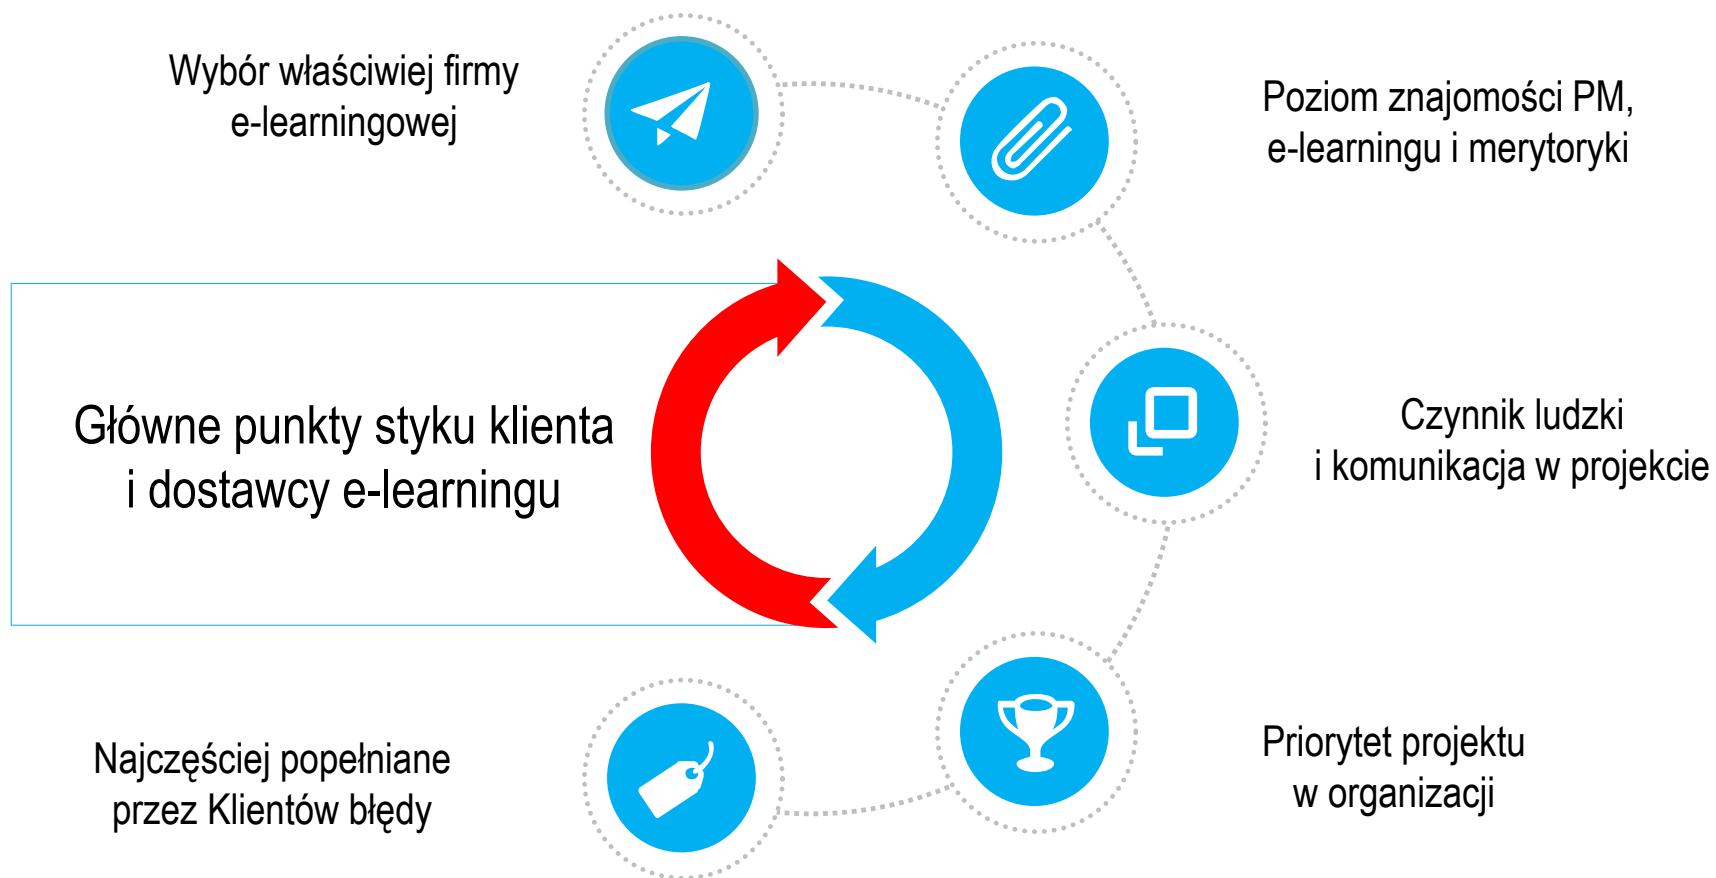 Wybór właściwiej firmy
e-learningowej
Poziom znajomości PM,
e-learningu i merytoryki
Główne punkty styku klienta
i dostawcy e-learningu
Czynnik ludzki
i komunikacja w projekcie
Priorytet projektu
w organizacji
Najczęściej popełniane
przez Klientów błędy